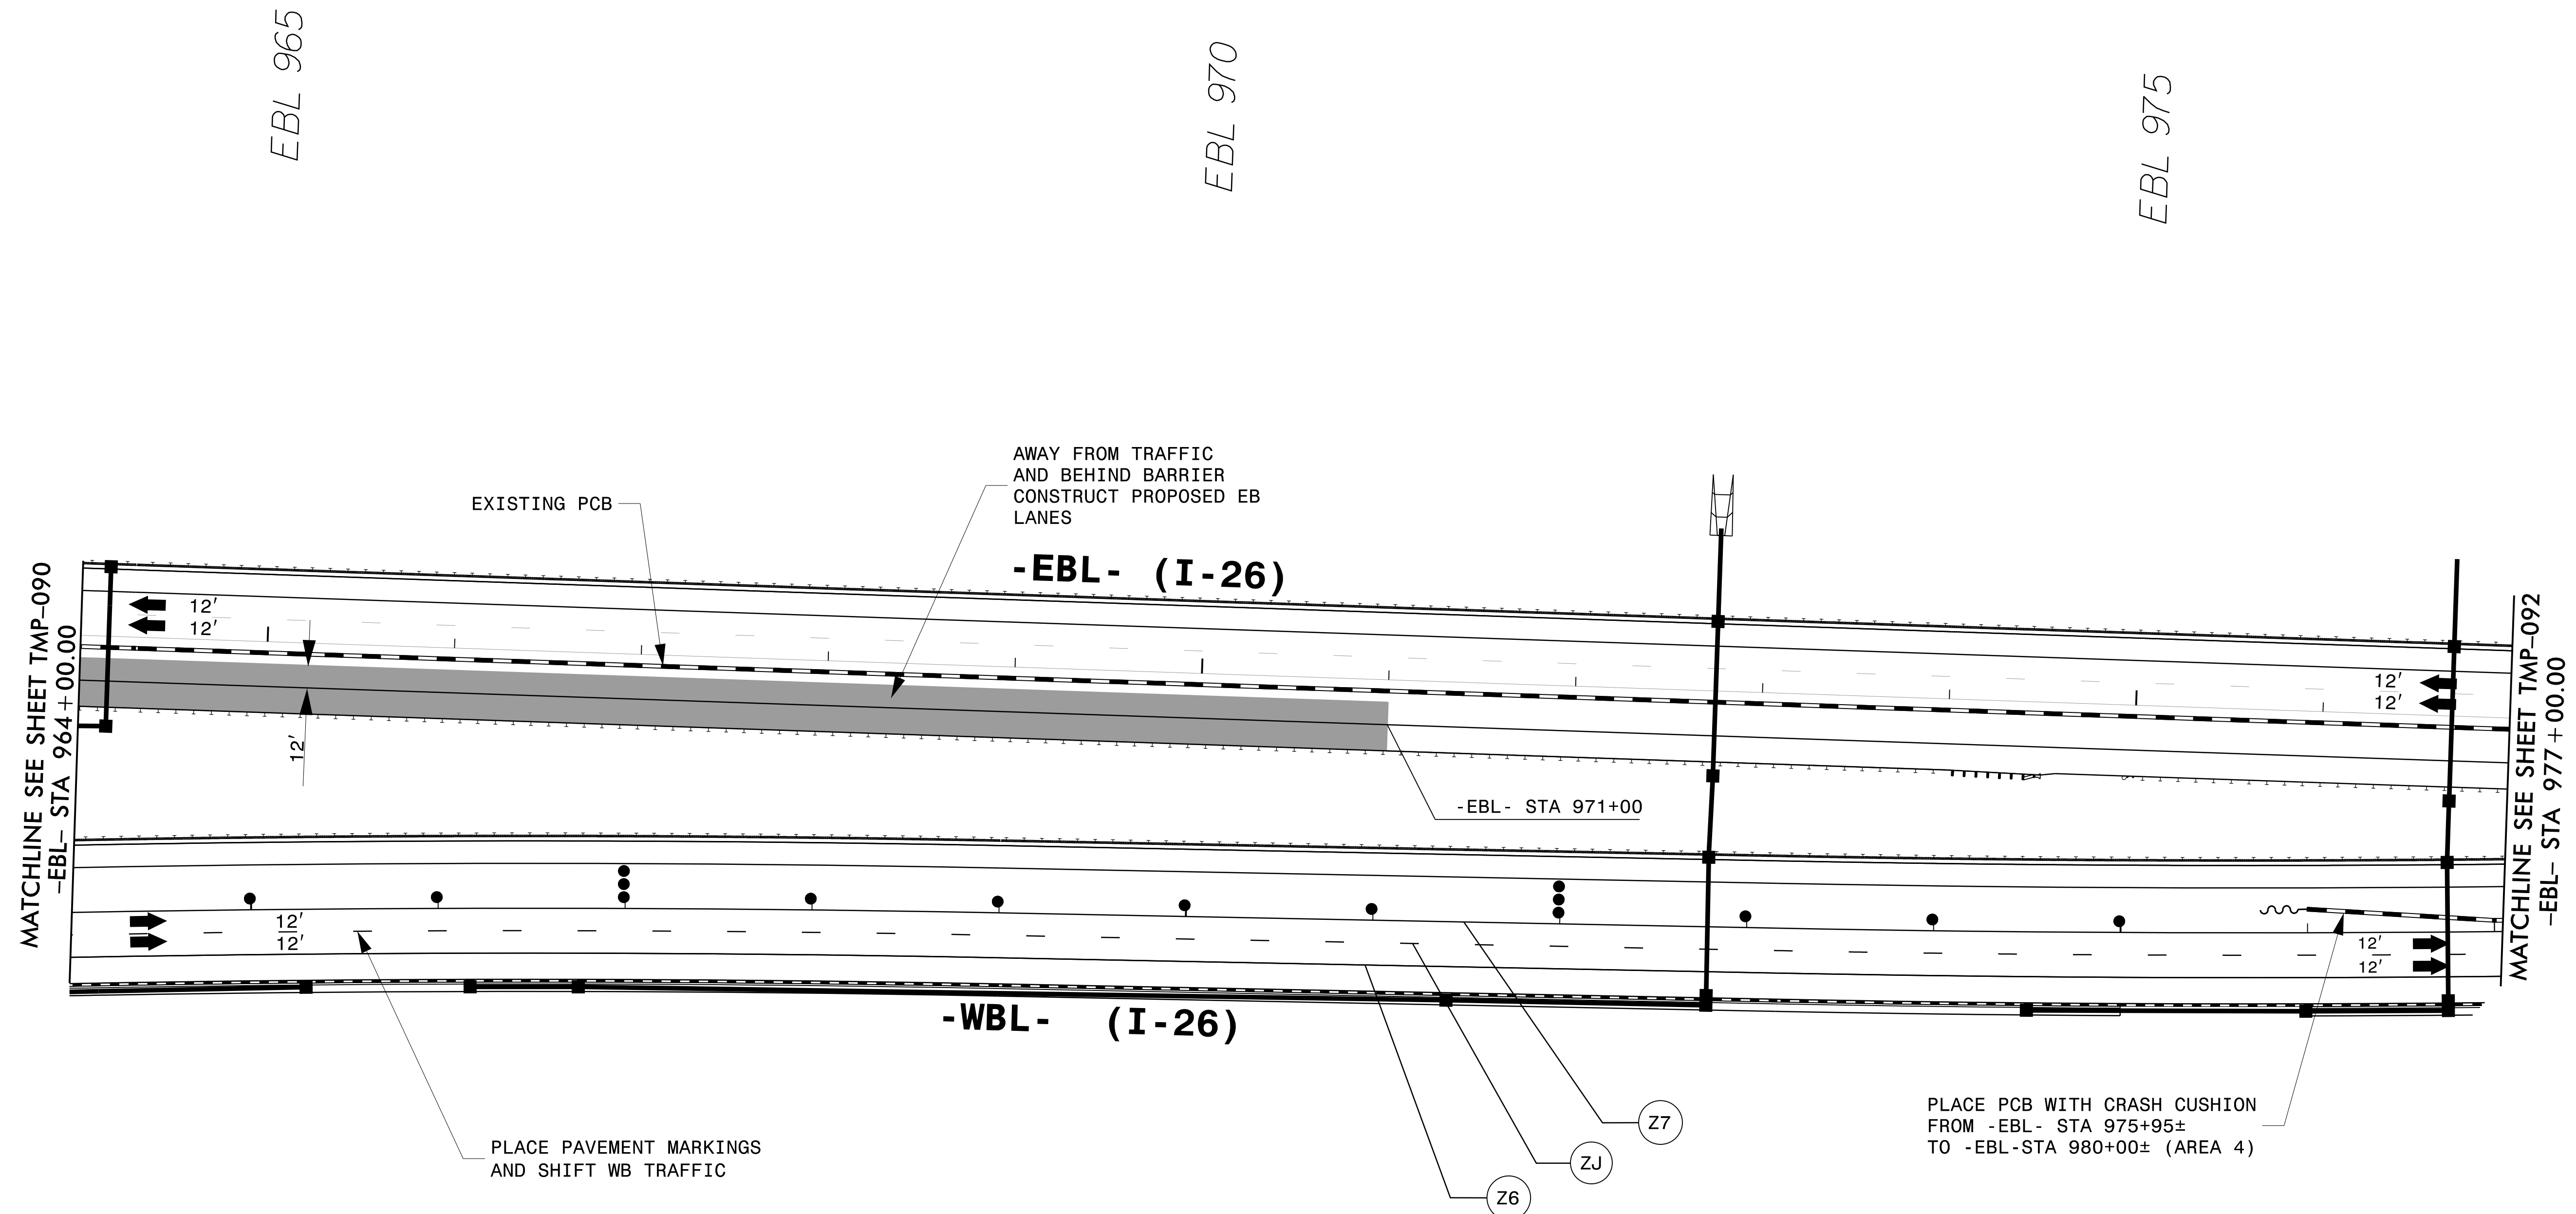 EBL 965
EBL 970
EBL 975
AWAY FROM TRAFFIC
AND BEHIND BARRIER
CONSTRUCT PROPOSED EB
LANES
EXISTING PCB
-EBL- (I-26)
MATCHLINE SEE SHEET TMP-090
-EBL- STA 964+00.00
12'
12'
12'
12'
12'
MATCHLINE SEE SHEET TMP-092
-EBL- STA 977+00.00
-EBL- STA 971+00
12'
12'
12'
12'
-WBL- (I-26)
PLACE PAVEMENT MARKINGS
AND SHIFT WB TRAFFIC
Z7
ZJ
Z6
PLACE PCB WITH CRASH CUSHION
FROM -EBL- STA 975+95±
TO -EBL-STA 980+00± (AREA 4)